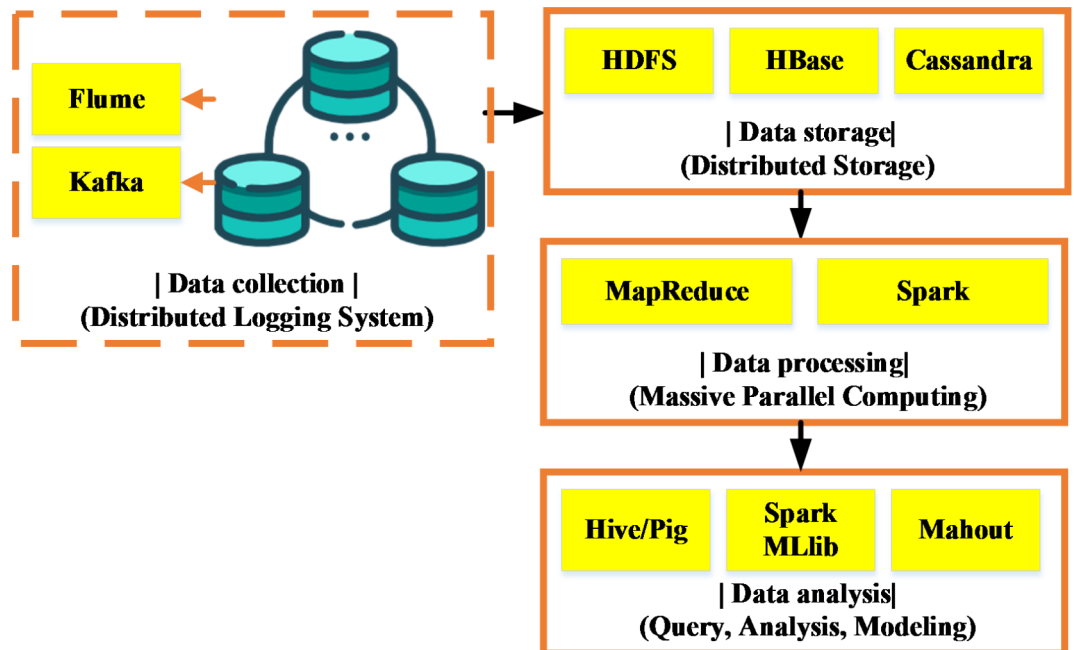 Flume
Kafka
| Data collection |
(Distributed Logging System)
HDFS
HBase
Cassandra
| Data storage|
(Distributed Storage)
MapReduce
Spark
| Data processing|
(Massive Parallel Computing)
Hive/Pig
Spark
MLlib
Mahout
| Data analysis|
(Query, Analysis, Modeling)